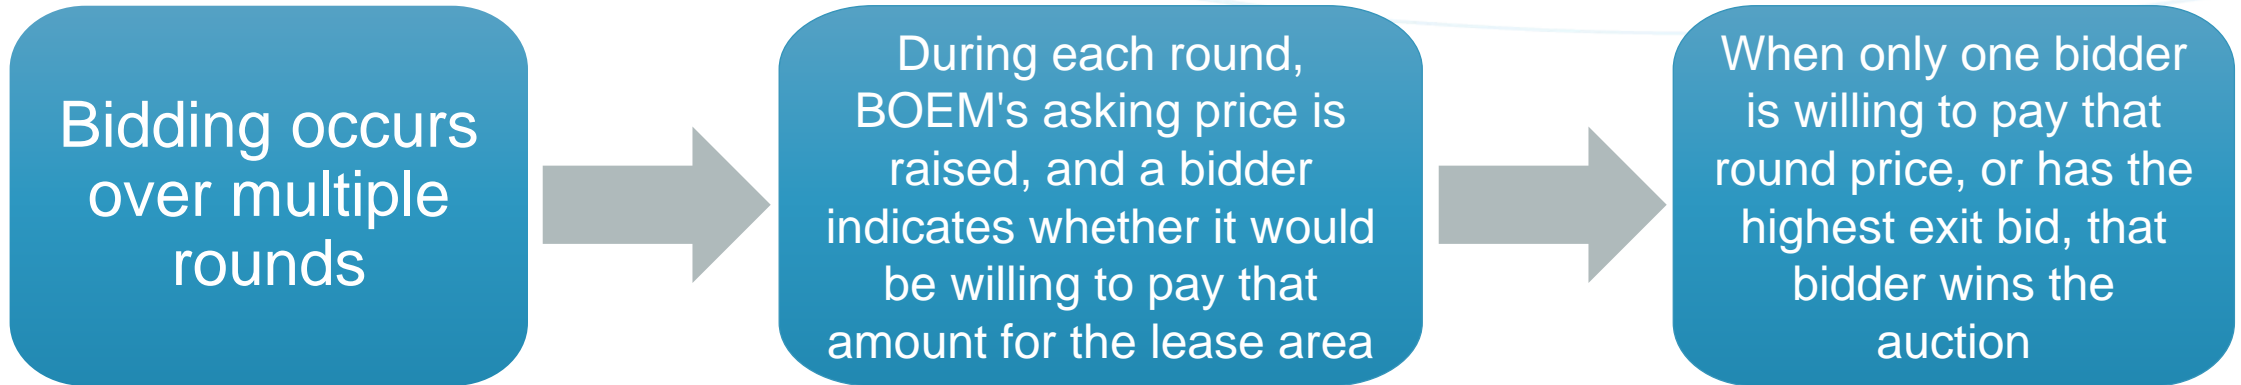 Bidding occurs
over multiple
rounds
During each round,
BOEM's asking price is
raised, and a bidder
indicates whether it would
be willing to pay that
amount for the lease area
When only one bidder
is willing to pay that
round price, or has the
highest exit bid, that
bidder wins the
auction